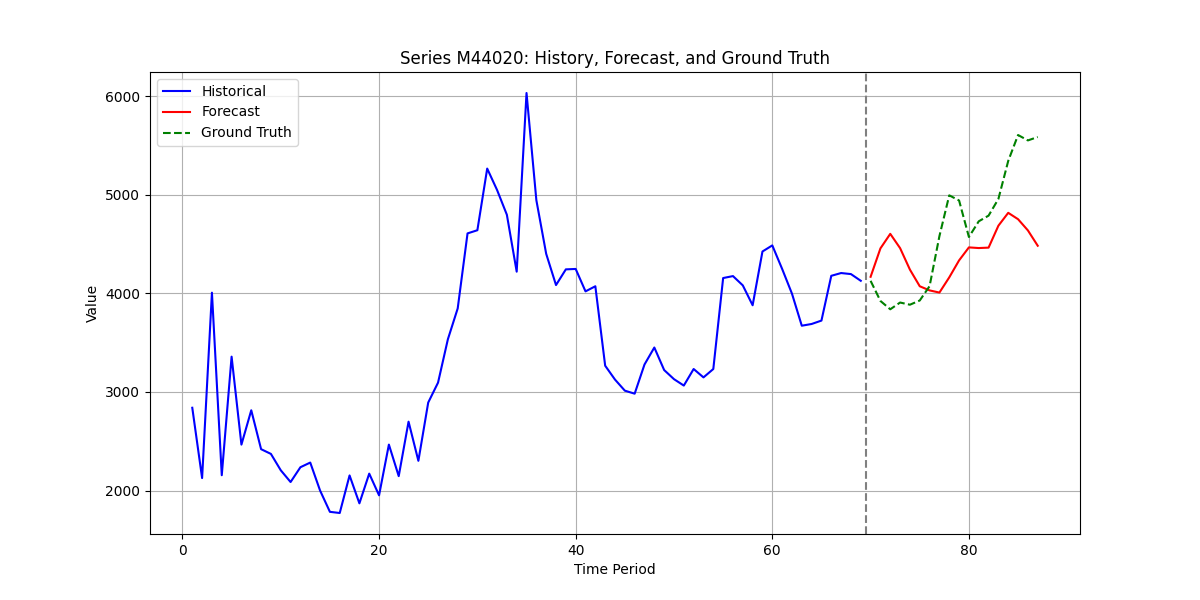 Series M44020: History, Forecast, and Ground Truth
Historical
Forecast
Ground Truth
6000
5000
4000
3000
2000
Value
0
20
40
60
80
Time Period